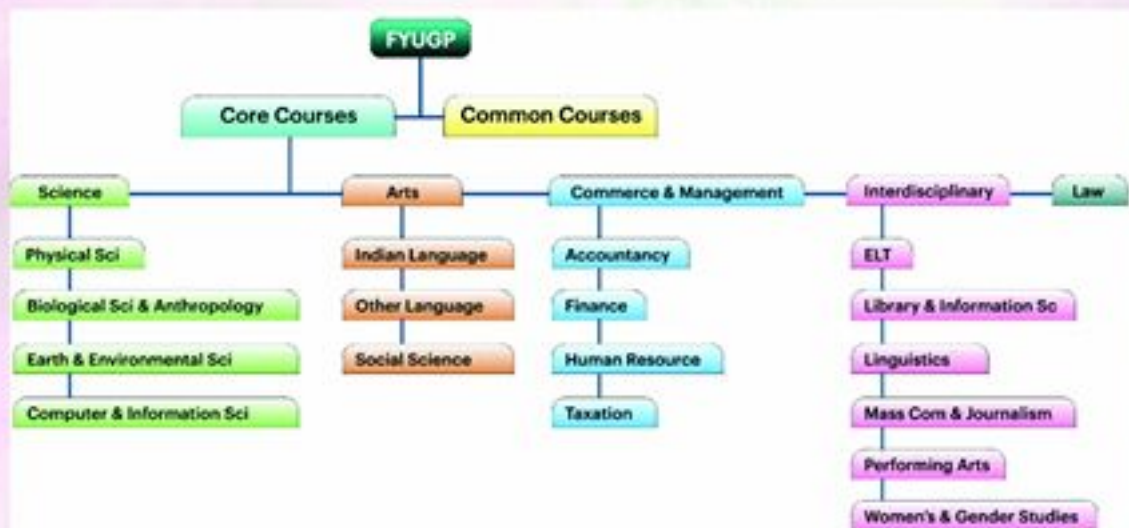 FYUGP
Core Courses
Common Courses
Science
Arts
Commerce & Management
Interdisciplinary
Law
Physical Sci
Biological Sci & Anthropology
Earth & Environmental Sci
Computer & Information Sci
Indian Language
Other Language
Social Science
Accountancy
Finance
Human Resource
Taxation
ELT
Library & Information Sc
Linguistics
Mass Com & Journalism
Performing Arts
Women's & Gender Studies